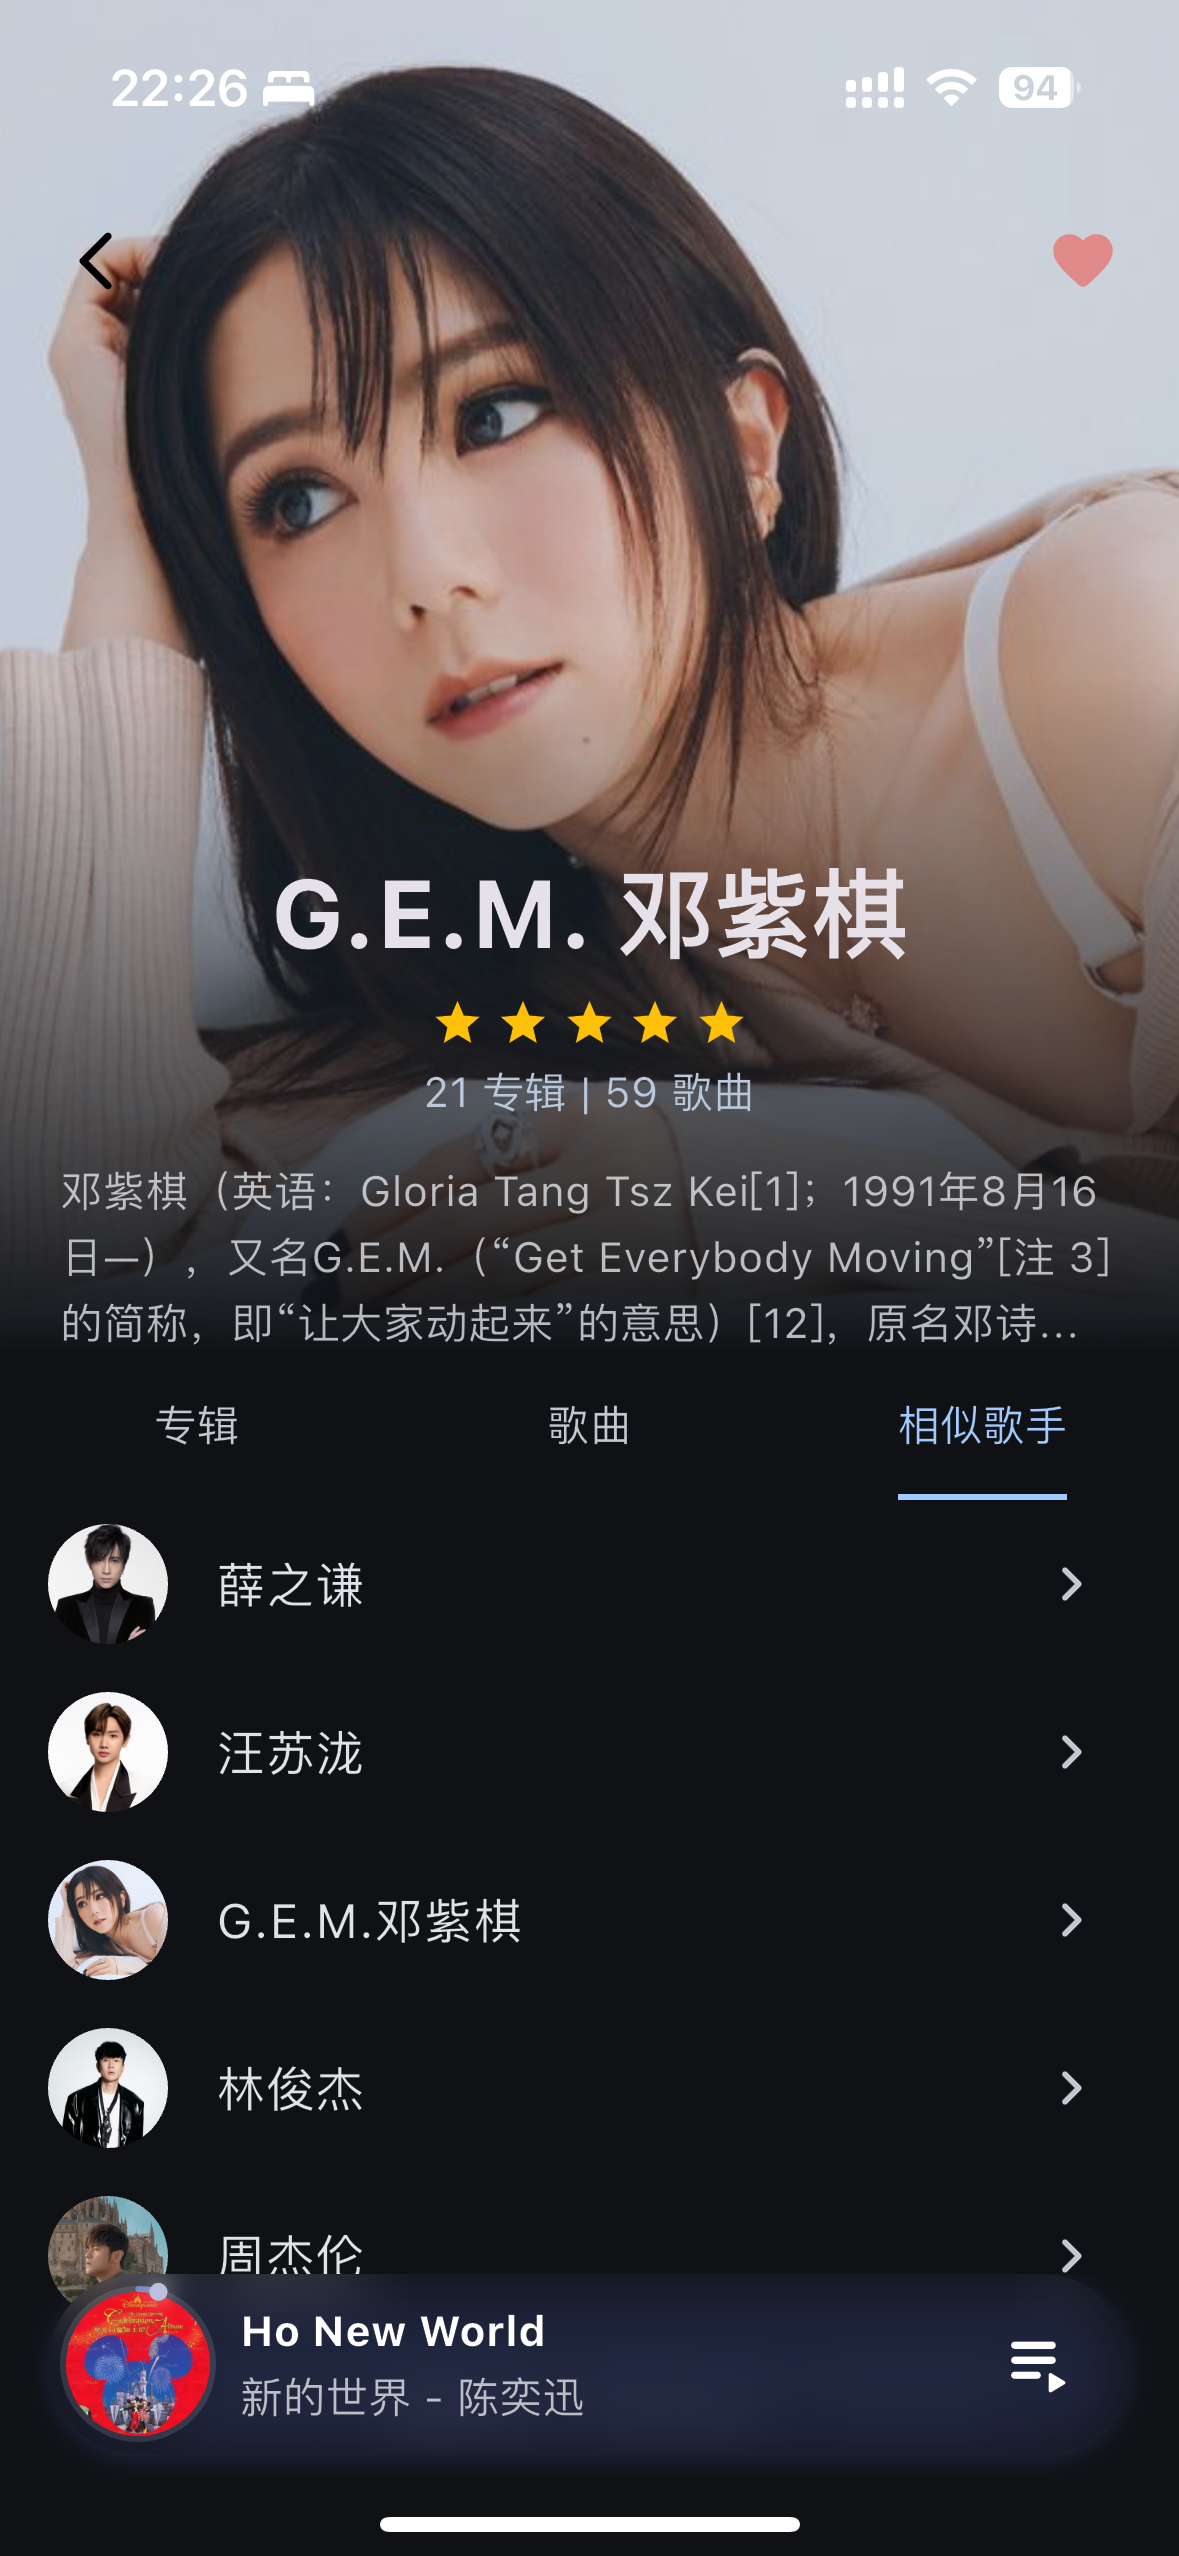 22:26
94
G.E.M. 邓紫棋
21 专辑 | 59 歌曲
邓紫棋（英语：Gloria Tang Tsz Kei[1]；1991年8月16
日—），又名G.E.M.（“Get Everybody Moving”[注 3]
的简称，即“让大家动起来”的意思）[12]，原名邓诗...
专辑
歌曲
相似歌手
薛之谦
汪苏泷
G.E.M.邓紫棋
林俊杰
周杰伦
Ho New World
新的世界 - 陈奕迅